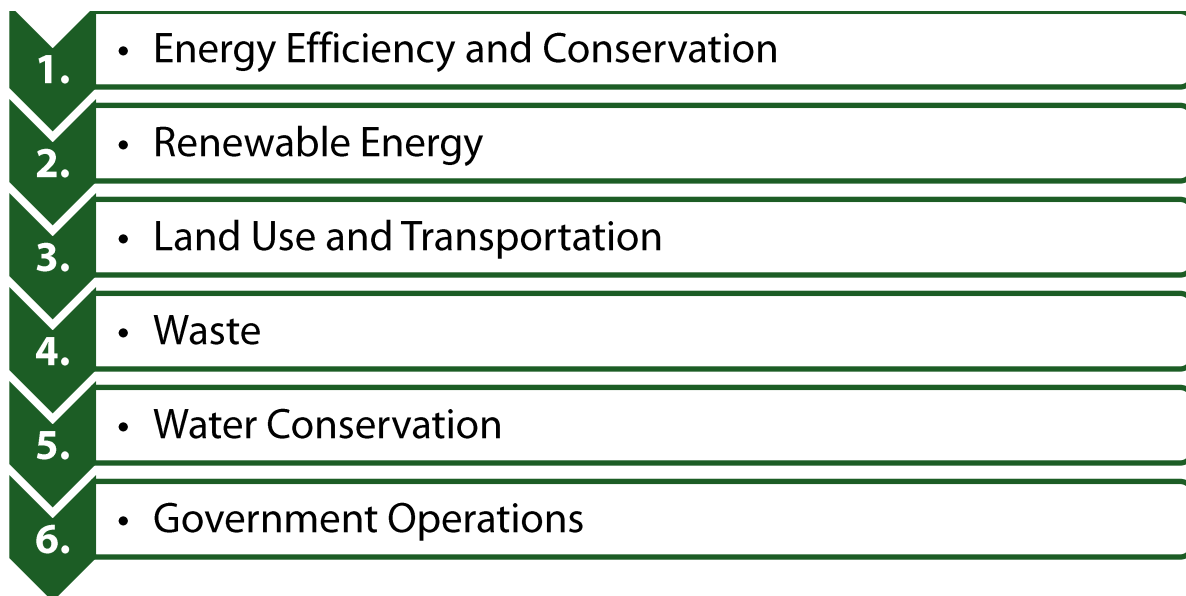 1. • Energy Efficiency and Conservation
2. • Renewable Energy
3. • Land Use and Transportation
4. • Waste
5. • Water Conservation
6. • Government Operations